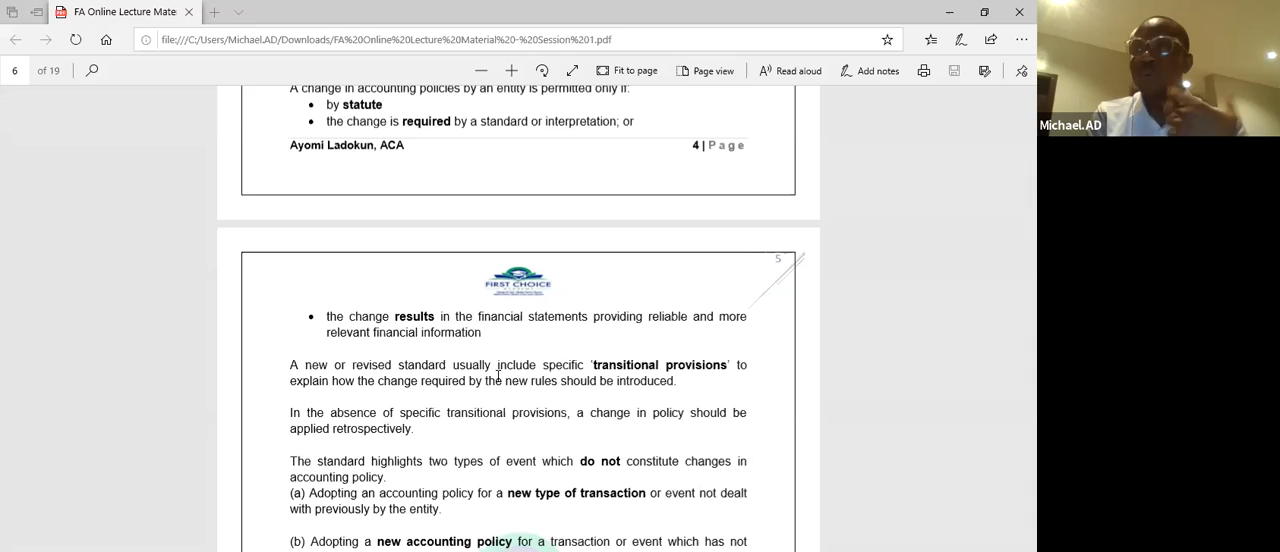 FA Online Lecture Mate
file:///C:/Users/Michael.AD/Downloads/FA%20Online%20Lecture%20Material%20-%20Session%201.pdf
6 of 19
Fit to page
Page view
Read aloud
Add notes
Michael.AD
A change in accounting policies by an entity is permitted only if:
• by statute
• the change is required by a standard or interpretation; or
Ayomi Ladokun, ACA 4 | Page
5
FIRST CHOICE
• the change results in the financial statements providing reliable and more
relevant financial information
A new or revised standard usually include specific 'transitional provisions' to
explain how the change required by the new rules should be introduced.
In the absence of specific transitional provisions, a change in policy should be
applied retrospectively.
The standard highlights two types of event which do not constitute changes in
accounting policy.
(a) Adopting an accounting policy for a new type of transaction or event not dealt
with previously by the entity.
(b) Adopting a new accounting policy for a transaction or event which has not